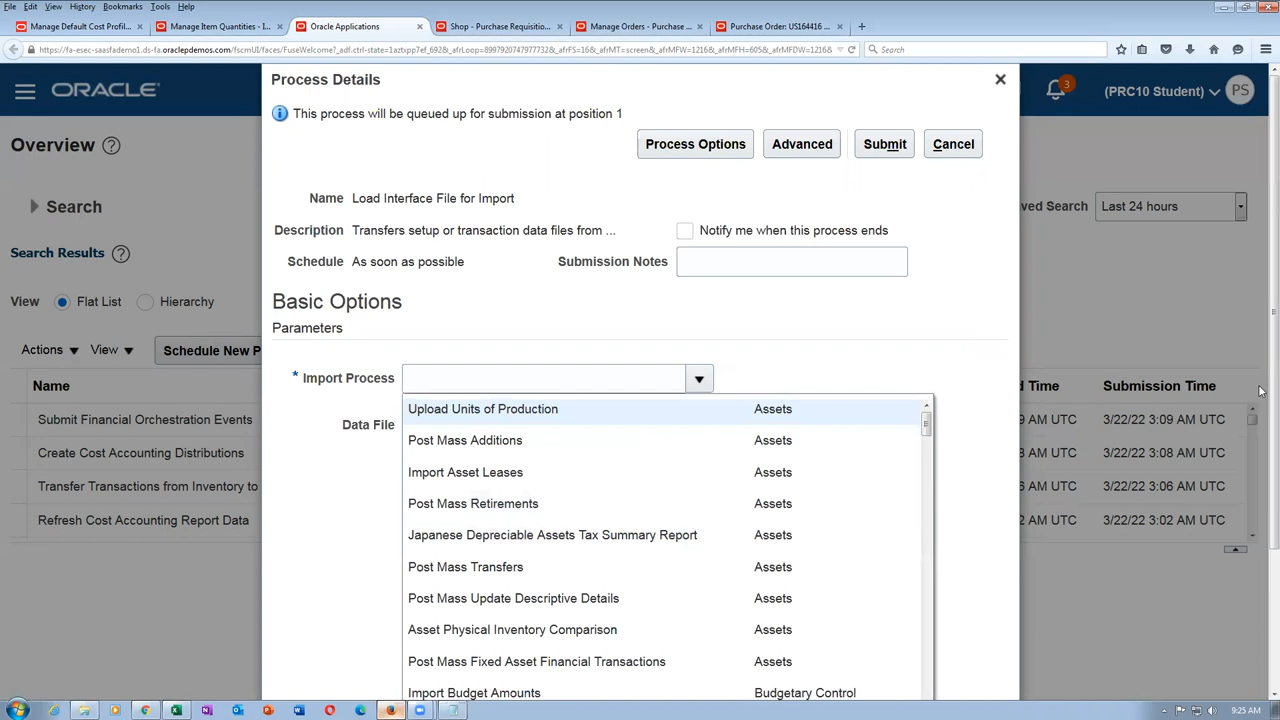 File Edit View History Bookmarks Tools Help
Manage Default Cost Profil... Manage Item Quantities - I... Oracle Applications Shop - Purchase Requisitio... Manage Orders - Purchase ... Purchase Order: US164416 ...
Search
ORACLE
3
(PRC10 Student)
PS
Process Details
This process will be queued up for submission at position 1
Process Options Advanced Submit Cancel
Overview
Name Load Interface File for Import
Search
ved Search Last 24 hours
Description Transfers setup or transaction data files from ... Notify me when this process ends
Search Results
Schedule As soon as possible Submission Notes
View Flat List Hierarchy
Basic Options
Parameters
Actions View Schedule New P
Import Process
Name d Time Submission Time
Upload Units of Production Assets
Submit Financial Orchestration Events 3/22/22 3:09 AM UTC
Data File
Post Mass Additions Assets
Create Cost Accounting Distributions 3/22/22 3:08 AM UTC
Import Asset Leases Assets
Transfer Transactions from Inventory to 3/22/22 3:06 AM UTC
Post Mass Retirements Assets
Refresh Cost Accounting Report Data 2 AM UTC 3/22/22 3:02 AM UTC
Japanese Depreciable Assets Tax Summary Report Assets
Post Mass Transfers Assets
Post Mass Update Descriptive Details Assets
Asset Physical Inventory Comparison Assets
Post Mass Fixed Asset Financial Transactions Assets
Import Budget Amounts Budgetary Control
9:25 AM